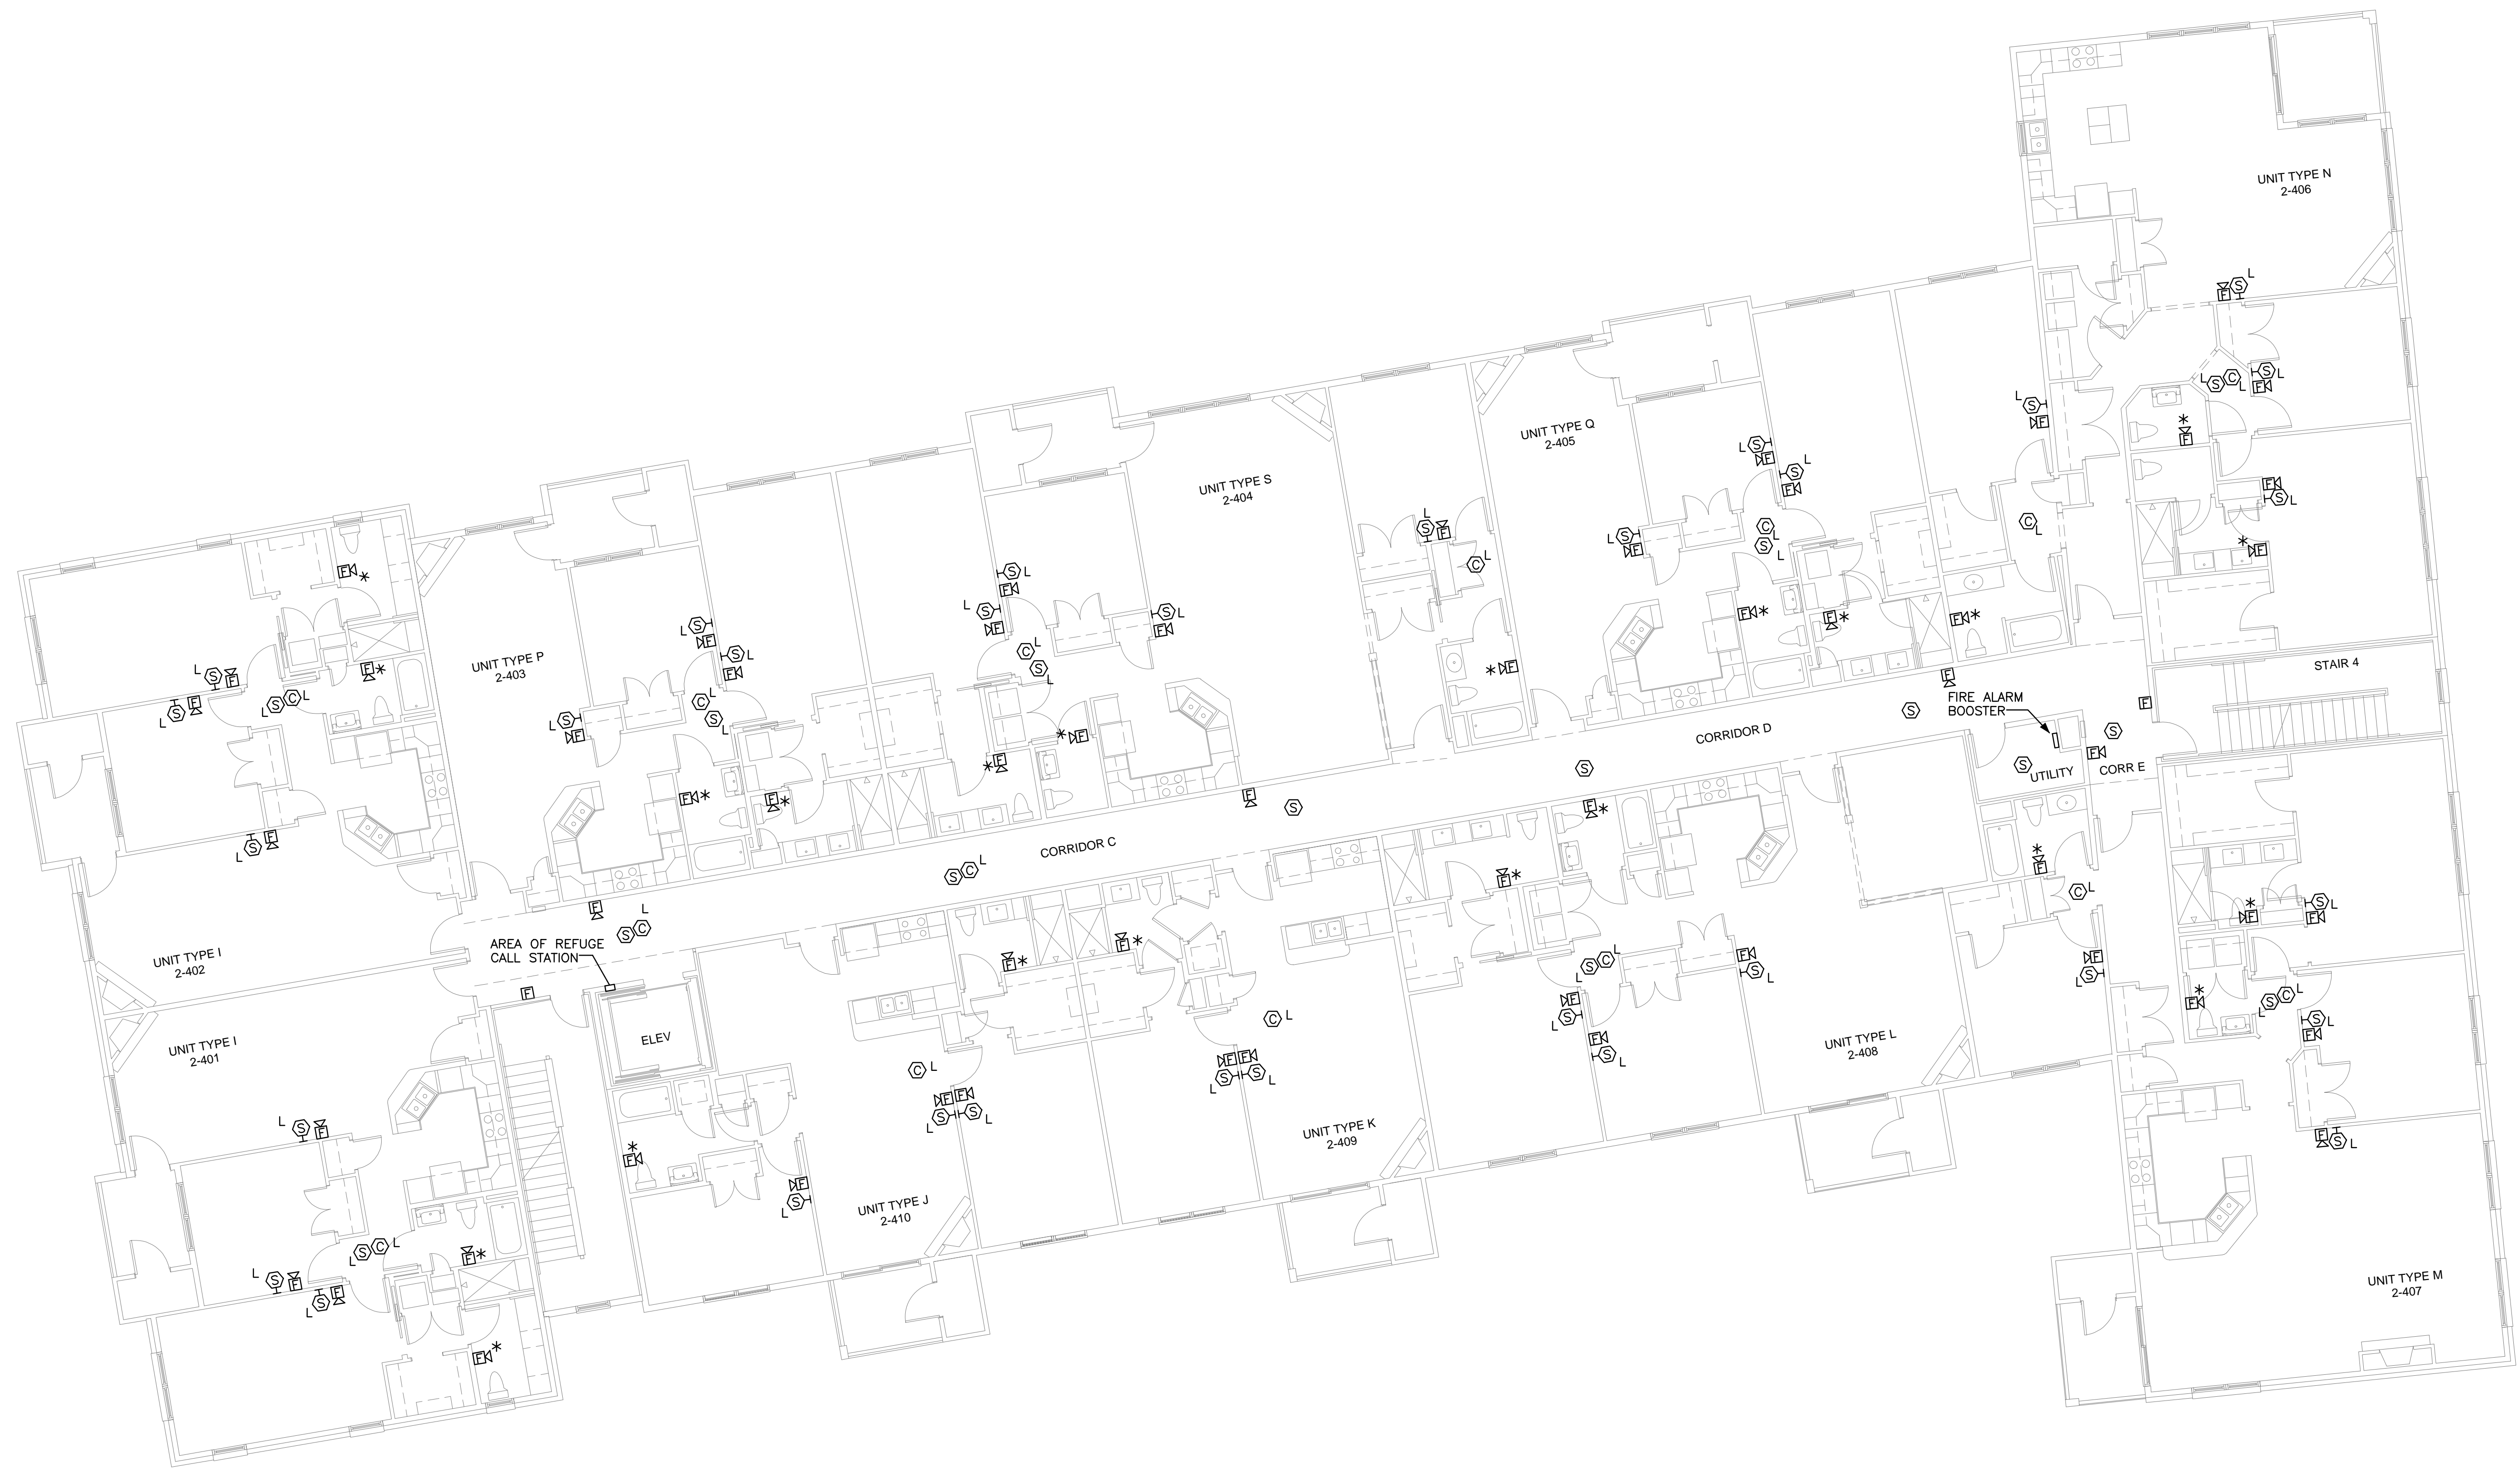 UNIT TYPE N
2-406
UNIT TYPE Q
2-405
UNIT TYPE S
2-404
UNIT TYPE P
2-403
STAIR 4
FIRE ALARM
BOOSTER
CORRIDOR D
UTILITY
CORR E
CORRIDOR C
AREA OF REFUGE
CALL STATION
UNIT TYPE I
2-402
ELEV
UNIT TYPE I
2-401
UNIT TYPE L
2-408
UNIT TYPE K
2-409
UNIT TYPE J
2-410
UNIT TYPE M
2-407